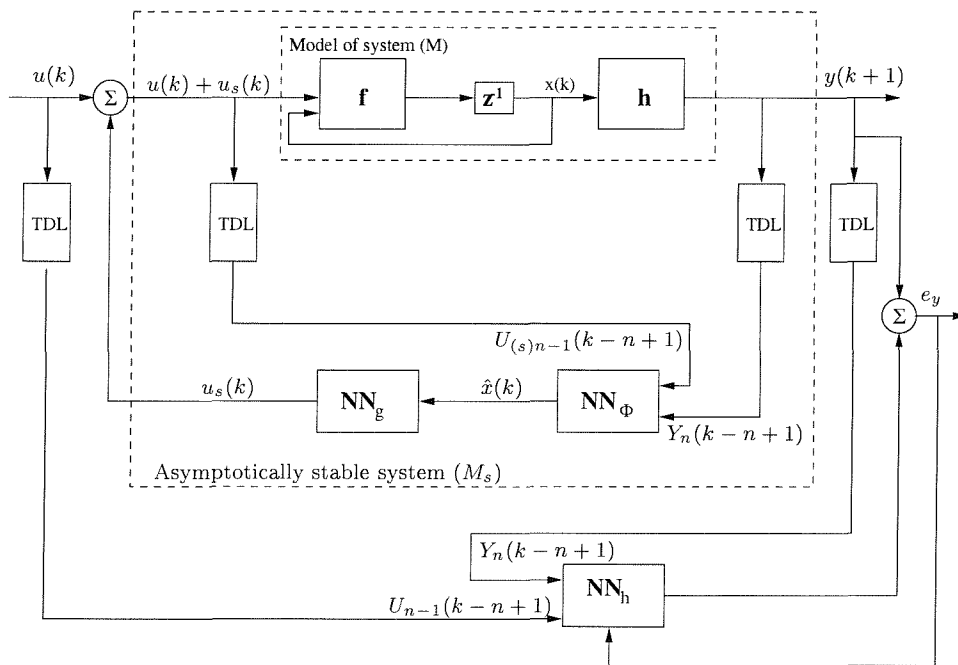 Model of system (M)
u(k)
Σ
u(k) + u_s(k)
f
z^1
x(k)
h
y(k + 1)
TDL
TDL
TDL
TDL
e_y
Σ
U_{(s)n−1}(k − n + 1)
u_s(k)
NN_g
x̂(k)
NN_Φ
Y_n(k − n + 1)
Asymptotically stable system (M_s)
Y_n(k − n + 1)
NN_h
U_{n−1}(k − n + 1)